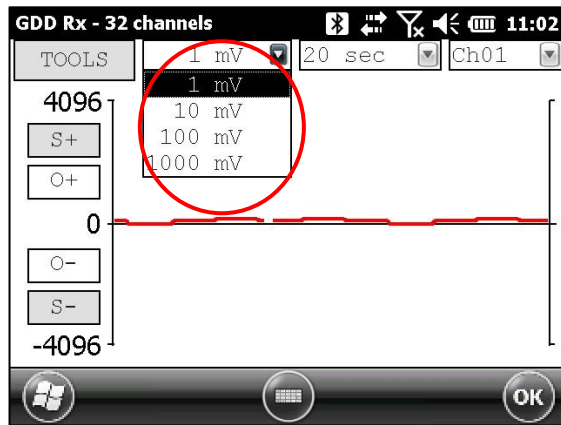 GDD Rx - 32 channels 11:02
TOOLS 1 mV 20 sec Ch01
1 mV
4096
10 mV
S+
100 mV
1000 mV
O+
0
O-
S-
-4096
OK